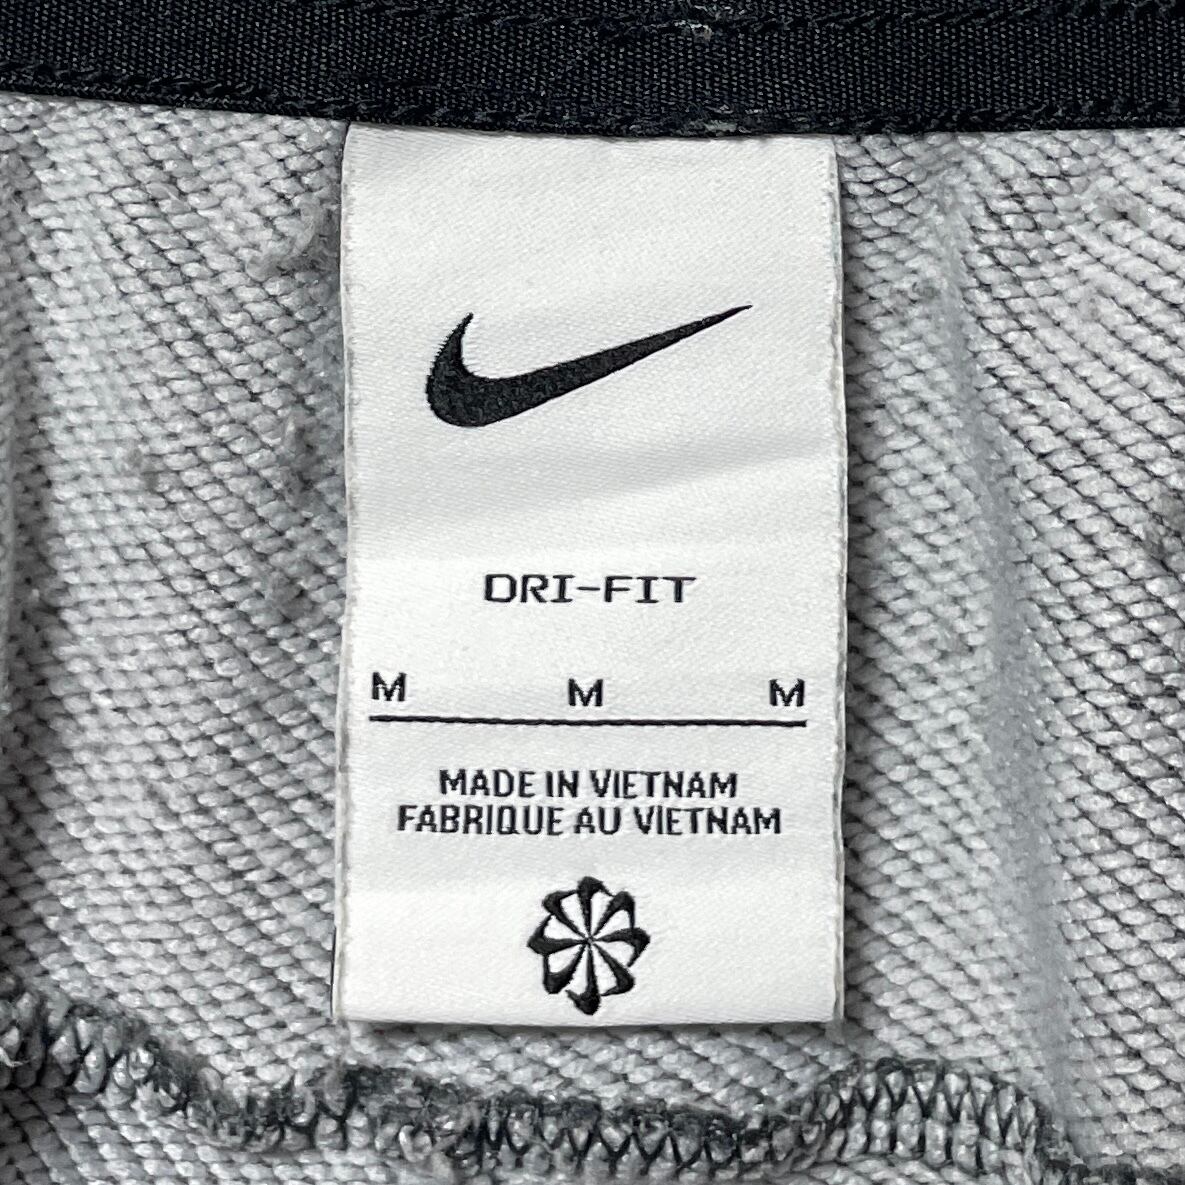 DRI-FIT
M M M
MADE IN VIETNAM
FABRIQUE AU VIETNAM